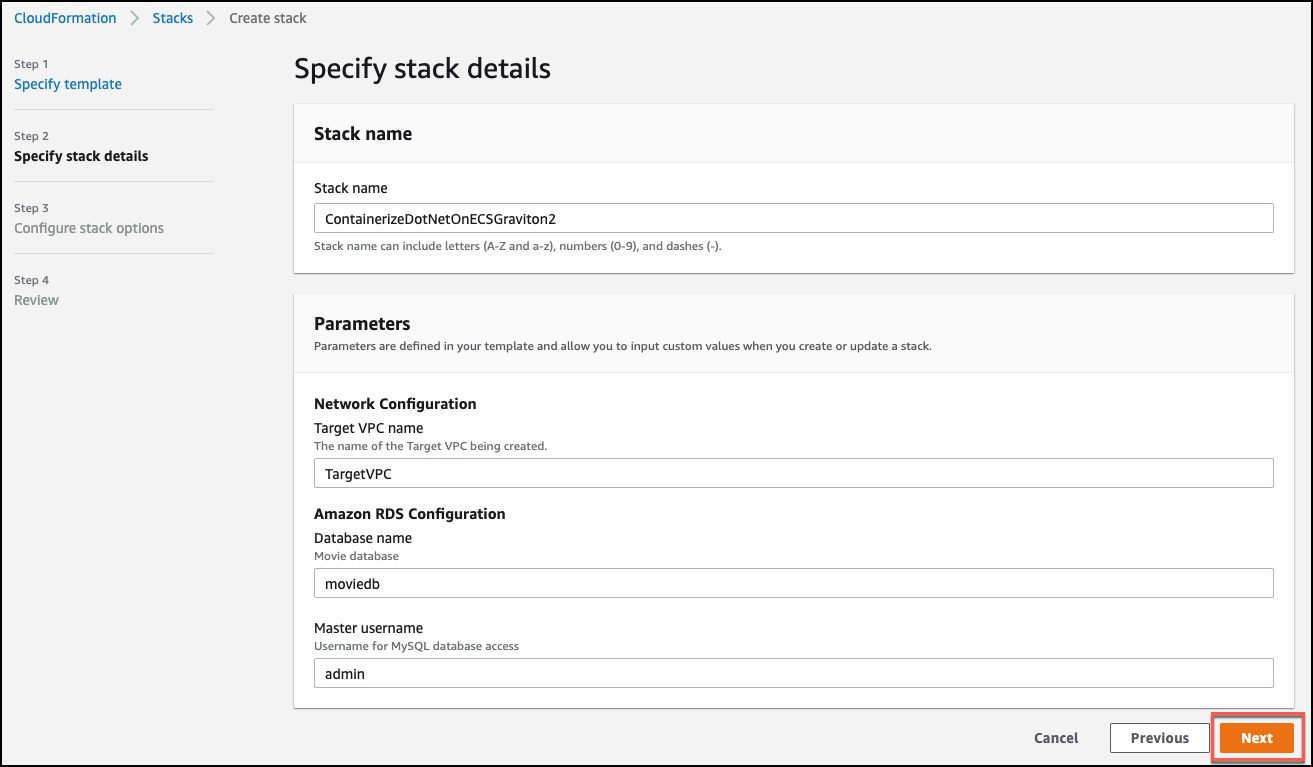 CloudFormation > Stacks > Create stack
Step 1
Specify template
Step 2
Specify stack details
Step 3
Configure stack options
Step 4
Review
Specify stack details
Stack name
Stack name
ContainerizeDotNetOnECSGraviton2
Stack name can include letters (A-Z and a-z), numbers (0-9), and dashes (-).
Parameters
Parameters are defined in your template and allow you to input custom values when you create or update a stack.
Network Configuration
Target VPC name
The name of the Target VPC being created.
TargetVPC
Amazon RDS Configuration
Database name
Movie database
moviedb
Master username
Username for MySQL database access
admin
Cancel Previous Next